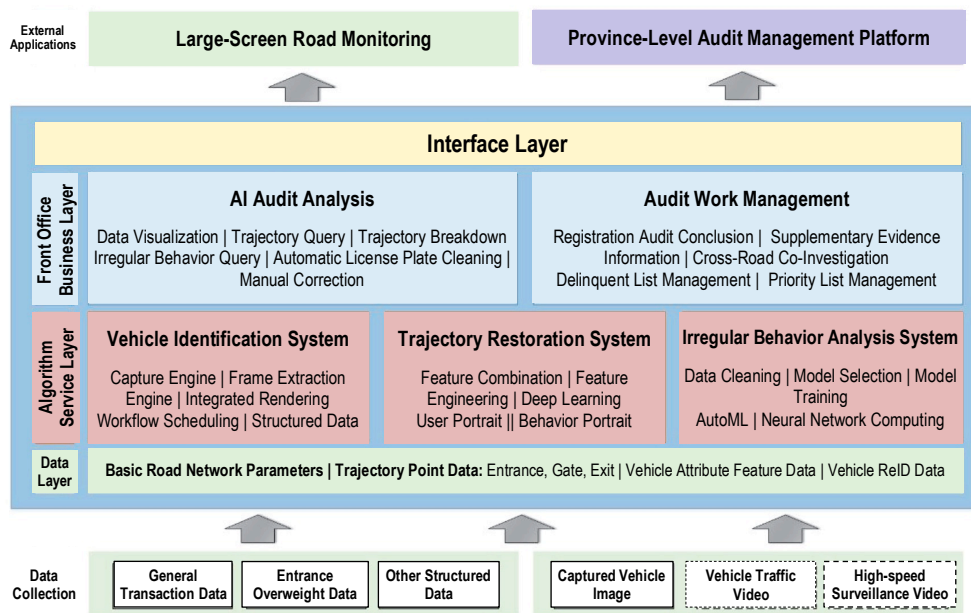 External
Applications
Large-Screen Road Monitoring
Province-Level Audit Management Platform
Interface Layer
Front Office
Business Layer
AI Audit Analysis
Data Visualization | Trajectory Query | Trajectory Breakdown
Irregular Behavior Query | Automatic License Plate Cleaning |
Manual Correction
Audit Work Management
Registration Audit Conclusion | Supplementary Evidence
Information | Cross-Road Co-Investigation
Delinquent List Management | Priority List Management
Algorithm
Service Layer
Vehicle Identification System
Capture Engine | Frame Extraction
Engine | Integrated Rendering
Workflow Scheduling | Structured Data
Trajectory Restoration System
Feature Combination | Feature
Engineering | Deep Learning
User Portrait || Behavior Portrait
Irregular Behavior Analysis System
Data Cleaning | Model Selection | Model
Training
AutoML | Neural Network Computing
Data
Layer
Basic Road Network Parameters | Trajectory Point Data: Entrance, Gate, Exit | Vehicle Attribute Feature Data | Vehicle ReID Data
Data
Collection
General
Transaction Data
Entrance
Overweight Data
Other Structured
Data
Captured Vehicle
Image
Vehicle Traffic
Video
High-speed
Surveillance Video